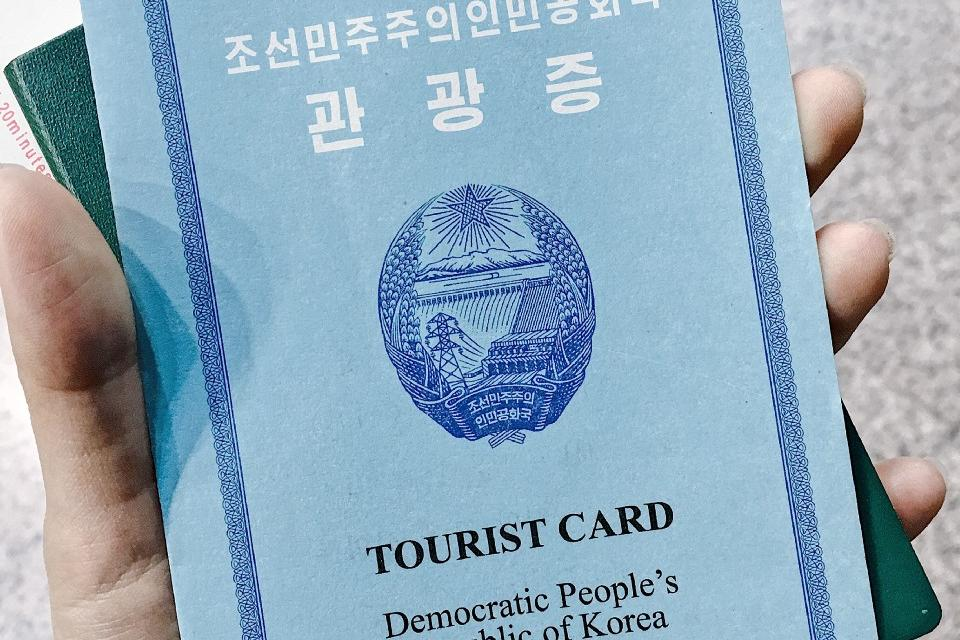 조선민주주의인민공화국
관광증
20minutes
조선민주주의
인민공화국
TOURIST CARD
Democratic People's
of Korea